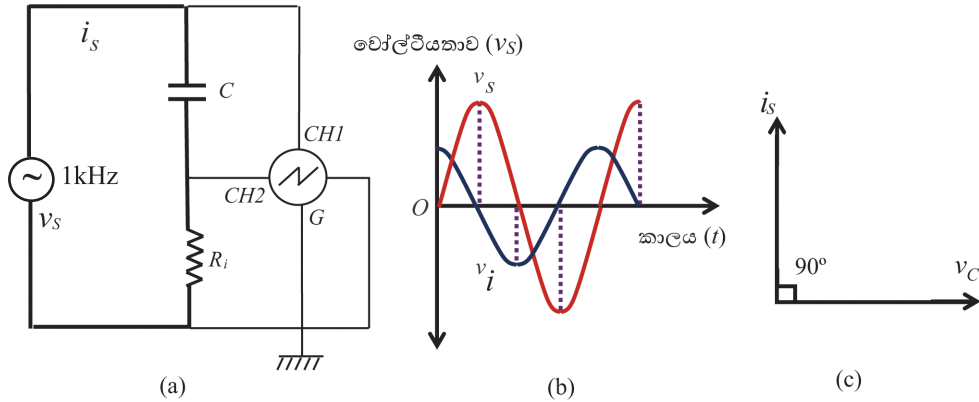 i_S
C
CH1
1kHz
CH2
v_S
G
R_i
(a)
වෝල්ටීයතාව (v_S)
v_S
O
කාලය (t)
v_i
(b)
i_S
90º
v_C
(c)